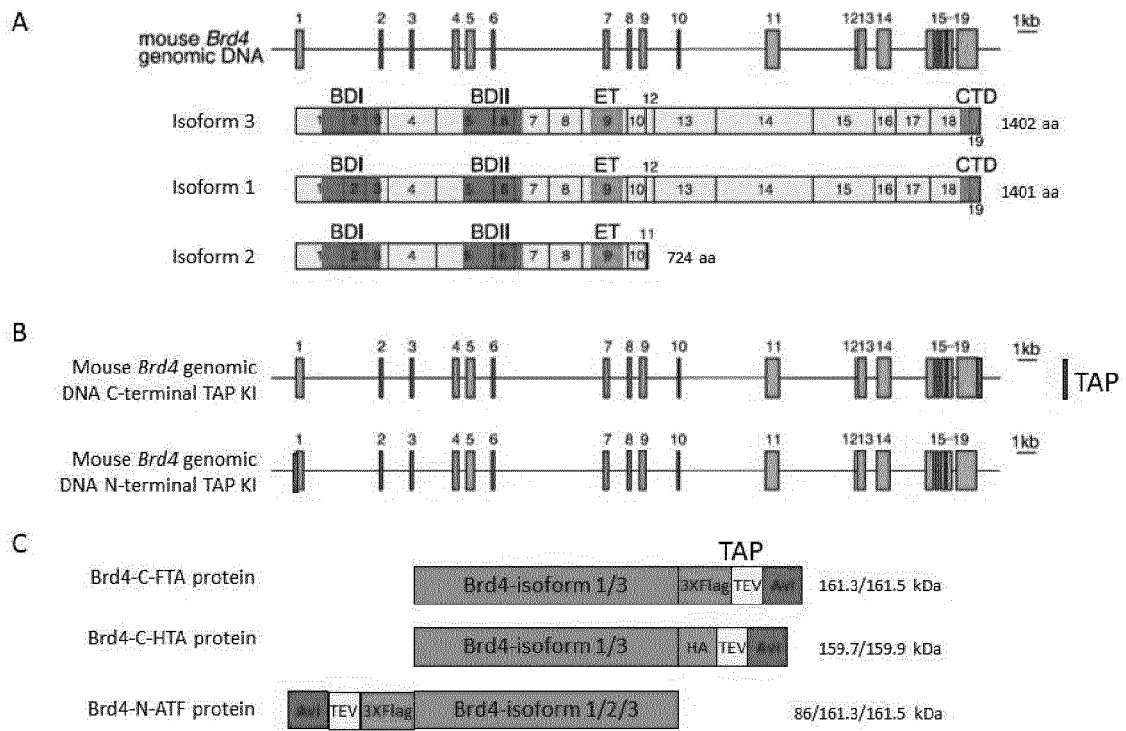 A
1 2 3 4 5 6 7 8 9 10 11 12 13 14 15 - 19 1kb
mouse Brd4
genomic DNA
BDI BDII ET 12 CTD
Isoform 3 1 2 3 4 5 6 7 8 9 10 13 14 15 16 17 18 1402 aa
19
BDI BDII ET 12 CTD
Isoform 1 1 2 3 4 5 6 7 8 9 10 13 14 15 16 17 18 1401 aa
19
BDI BDII ET 11
Isoform 2 1 2 3 4 5 6 7 8 9 10 724 aa
B
1 2 3 4 5 6 7 8 9 10 11 12 13 14 15 - 19 1kb
Mouse Brd4 genomic
DNA C-terminal TAP KI
TAP
1 2 3 4 5 6 7 8 9 10 11 12 13 14 15 - 19 1kb
Mouse Brd4 genomic
DNA N-terminal TAP KI
C
TAP
Brd4-C-FTA protein Brd4-isoform 1/3 3XFlag TEV Avi 161.3/161.5 kDa
Brd4-C-HTA protein Brd4-isoform 1/3 HA TEV Avi 159.7/159.9 kDa
Brd4-N-ATF protein Avi TEV 3XFlag Brd4-isoform 1/2/3 86/161.3/161.5 kDa